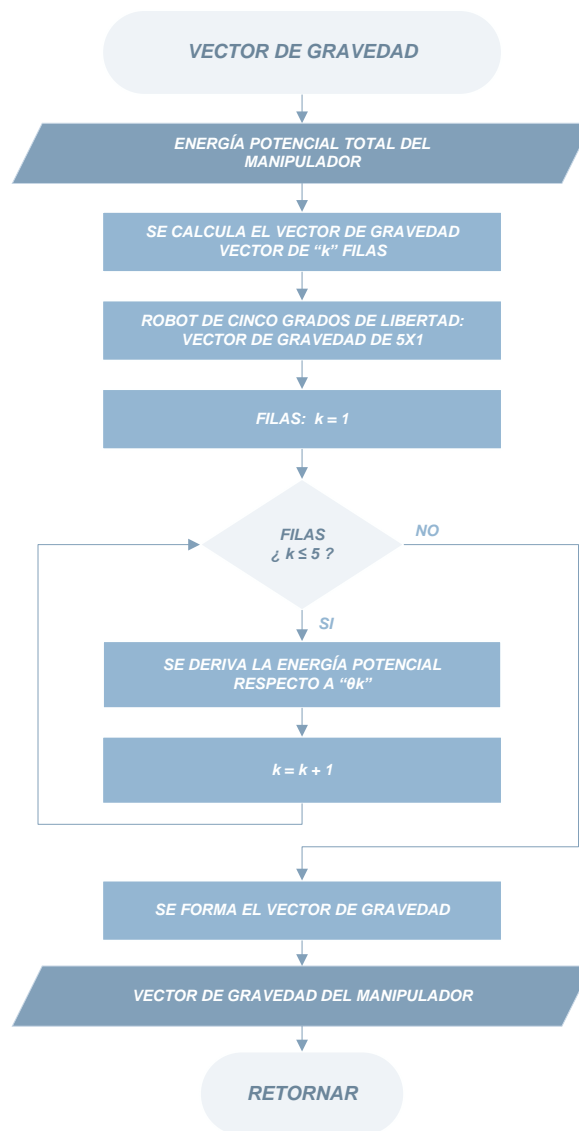 VECTOR DE GRAVEDAD
ENERGÍA POTENCIAL TOTAL DEL
MANIPULADOR
SE CALCULA EL VECTOR DE GRAVEDAD
VECTOR DE “k” FILAS
ROBOT DE CINCO GRADOS DE LIBERTAD:
VECTOR DE GRAVEDAD DE 5X1
FILAS: k = 1
FILAS
¿ k ≤ 5 ?
NO
SI
SE DERIVA LA ENERGÍA POTENCIAL
RESPECTO A “θk”
k = k + 1
SE FORMA EL VECTOR DE GRAVEDAD
VECTOR DE GRAVEDAD DEL MANIPULADOR
RETORNAR